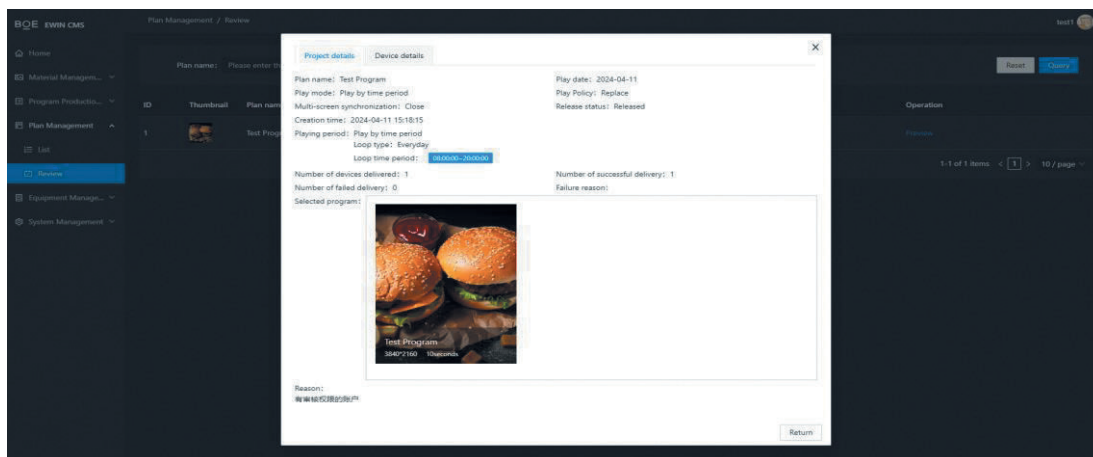 BOE EWIN CMS
Plan Management / Review
test1
Home
Material Managem...
Program Productio...
Plan Management
List
Review
Equipment Manage...
System Management
Plan name: Please enter th
Reset Query
ID Thumbnail Plan nam Operation
1 Test Progr Preview
1-1 of 1 items < 1 > 10 / page
Project details Device details
Plan name: Test Program Play date: 2024-04-11
Play mode: Play by time period Play Policy: Replace
Multi-screen synchronization: Close Release status: Released
Creation time: 2024-04-11 15:18:15
Playing period: Play by time period
Loop type: Everyday
Loop time period: 08:00:00~20:00:00
Number of devices delivered: 1 Number of successful delivery: 1
Number of failed delivery: 0 Failure reason:
Selected program:
Test Program
3840*2160 10seconds
Reason:
有审核权限的账户
Return